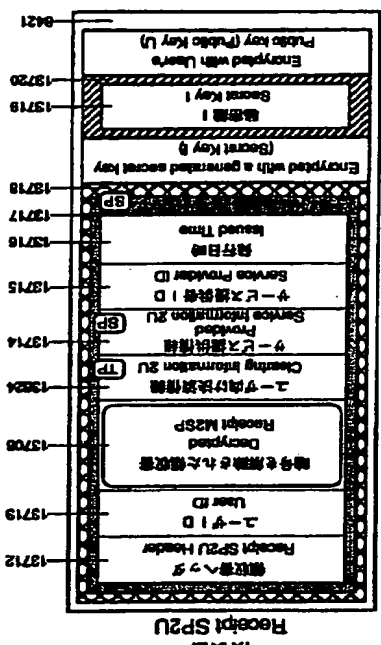 Receipt SP2U
領収書ヘッダ
Receipt SP2U Header
13712
ユーザID
User ID
13713
暗号を解除された領収書
Decrypted
Receipt M2SP
13708
ユーザ向け決済情報
Clearing Information 2U
TP
13624
サービス提供情報
Provided
Service Information 2U
SP
13714
サービス提供者ID
Service Provider ID
13715
発行日時
Issued Time
13716
SP
13717
13718
Encrypted with a generated secret key
(Secret Key I)
秘密鍵 I
Secret Key I
13719
13720
Encrypted with User's
Public key (Public Key U)
8421